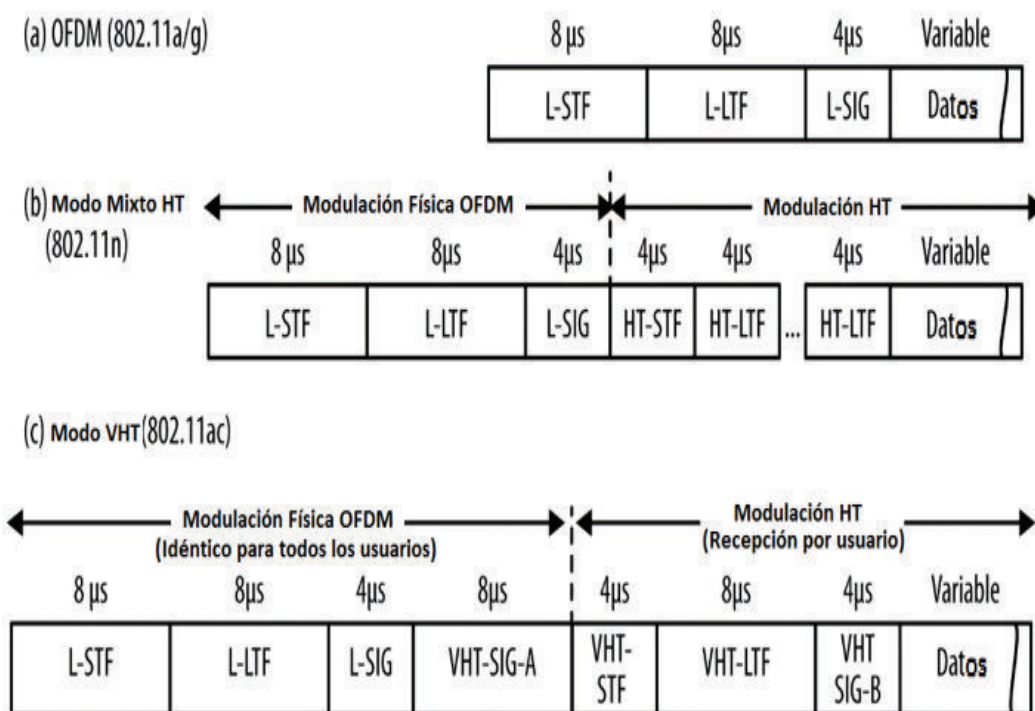 (a) OFDM (802.11a/g)
8 µs 8µs 4µs Variable
L-STF L-LTF L-SIG Datos
(b) Modo Mixto HT
(802.11n)
Modulación Física OFDM Modulación HT
8 µs 8µs 4µs 4µs 4µs 4µs Variable
L-STF L-LTF L-SIG HT-STF HT-LTF ... HT-LTF Datos
(c) Modo VHT(802.11ac)
Modulación Física OFDM
(Idéntico para todos los usuarios)
Modulación HT
(Recepción por usuario)
8 µs 8µs 4µs 8µs 4µs 8µs 4µs Variable
L-STF L-LTF L-SIG VHT-SIG-A VHT-
STF VHT-LTF VHT
SIG-B Datos